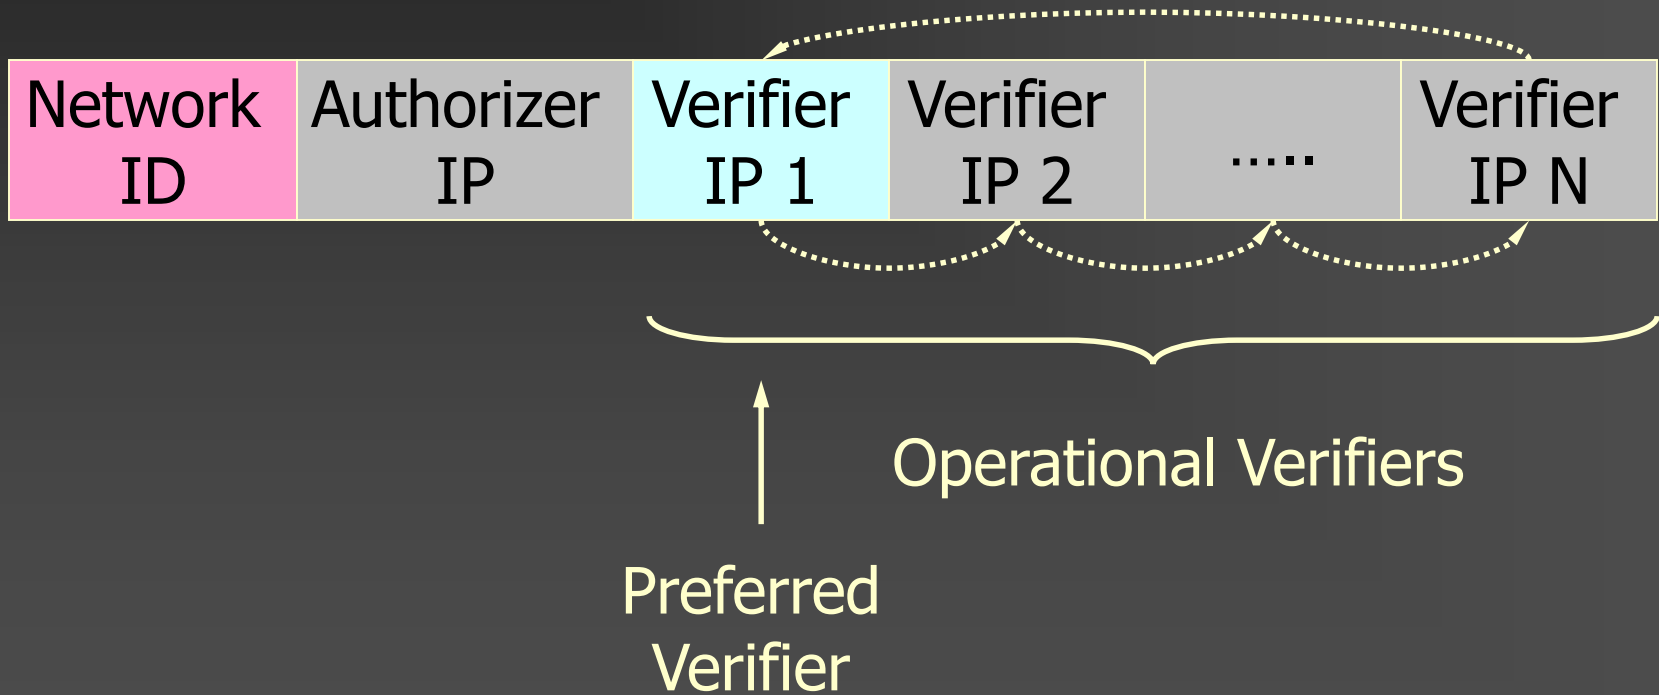 Network ID
Authorizer IP
Verifier IP 1
Verifier IP 2
.....
Verifier IP N
Operational Verifiers
Preferred
Verifier